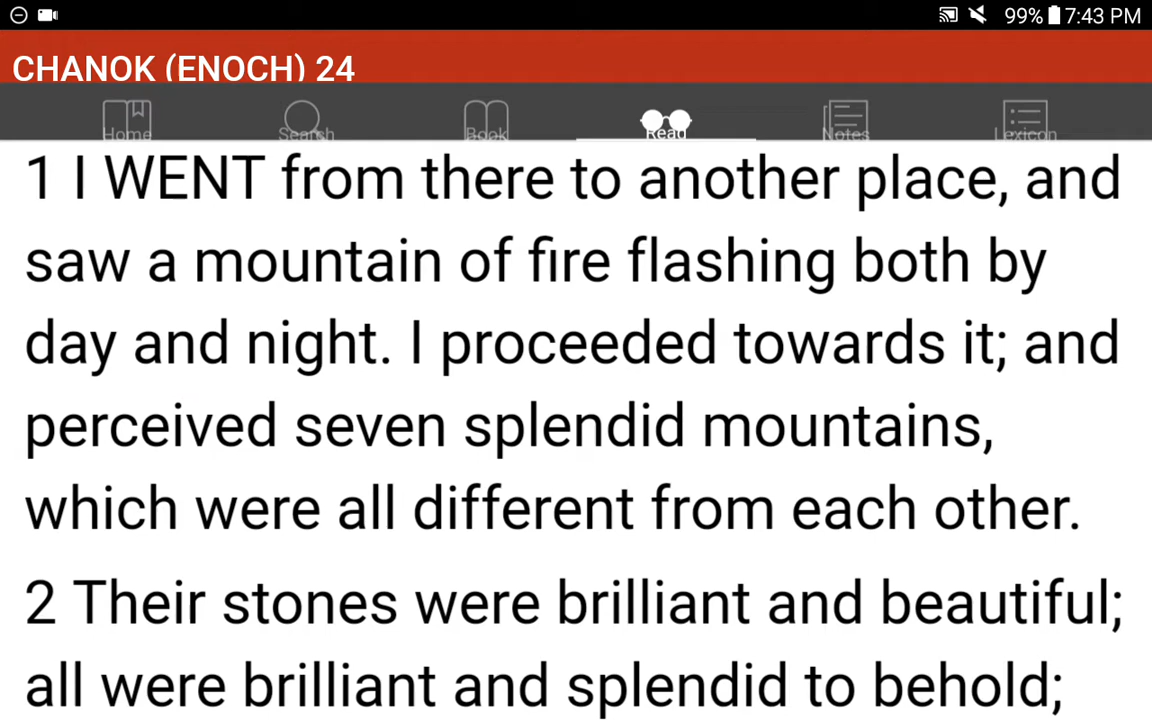 99% 7:43 PM
CHANOK (ENOCH) 24
Home Search Book Read Notes Lexicon
1 I WENT from there to another place, and
saw a mountain of fire flashing both by
day and night. I proceeded towards it; and
perceived seven splendid mountains,
which were all different from each other.
2 Their stones were brilliant and beautiful;
all were brilliant and splendid to behold;